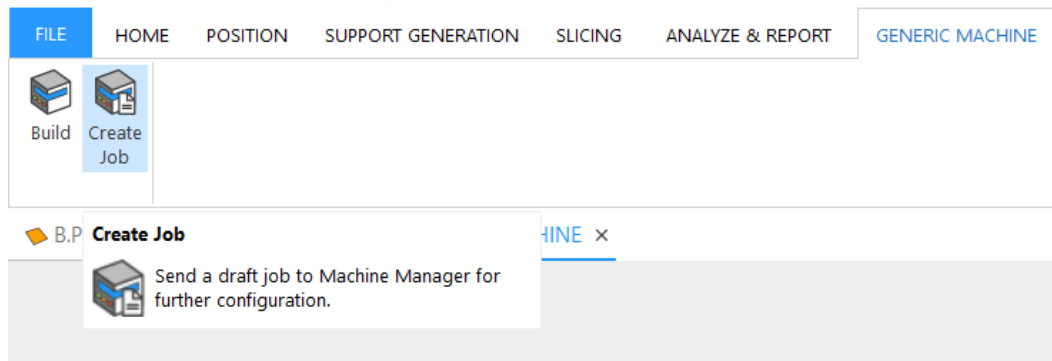 FILE HOME POSITION SUPPORT GENERATION SLICING ANALYZE & REPORT GENERIC MACHINE
Build Create
Job
B.P HINE ×
Create Job
Send a draft job to Machine Manager for
further configuration.